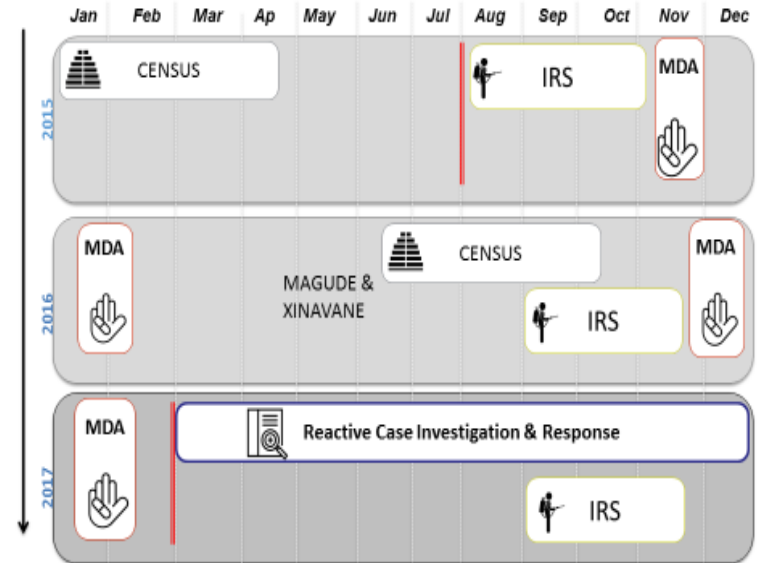 Jan Feb Mar Ap May Jun Jul Aug Sep Oct Nov Dec
2015
CENSUS
IRS
MDA
2016
MDA
MAGUDE &
XINAVANE
CENSUS
IRS
MDA
2017
MDA
Reactive Case Investigation & Response
IRS